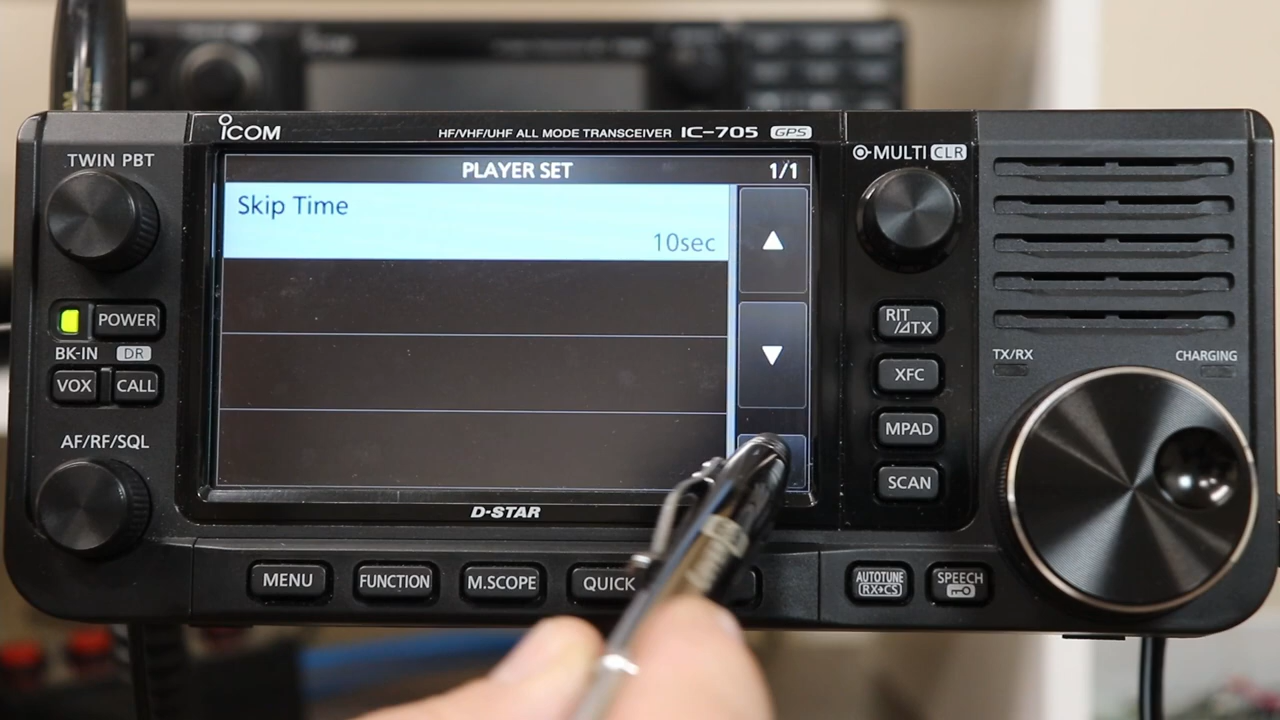 ICOM
HF/VHF/UHF ALL MODE TRANSCEIVER IC-705 GPS
TWIN PBT
PLAYER SET 1/1
MULTI CLR
Skip Time
10sec
POWER
RIT
/⊿TX
BK-IN DR
TX/RX
CHARGING
VOX
CALL
XFC
AF/RF/SQL
MPAD
SCAN
D-STAR
MENU
FUNCTION
M.SCOPE
QUICK
AUTOTUNE
RX→CS
SPEECH